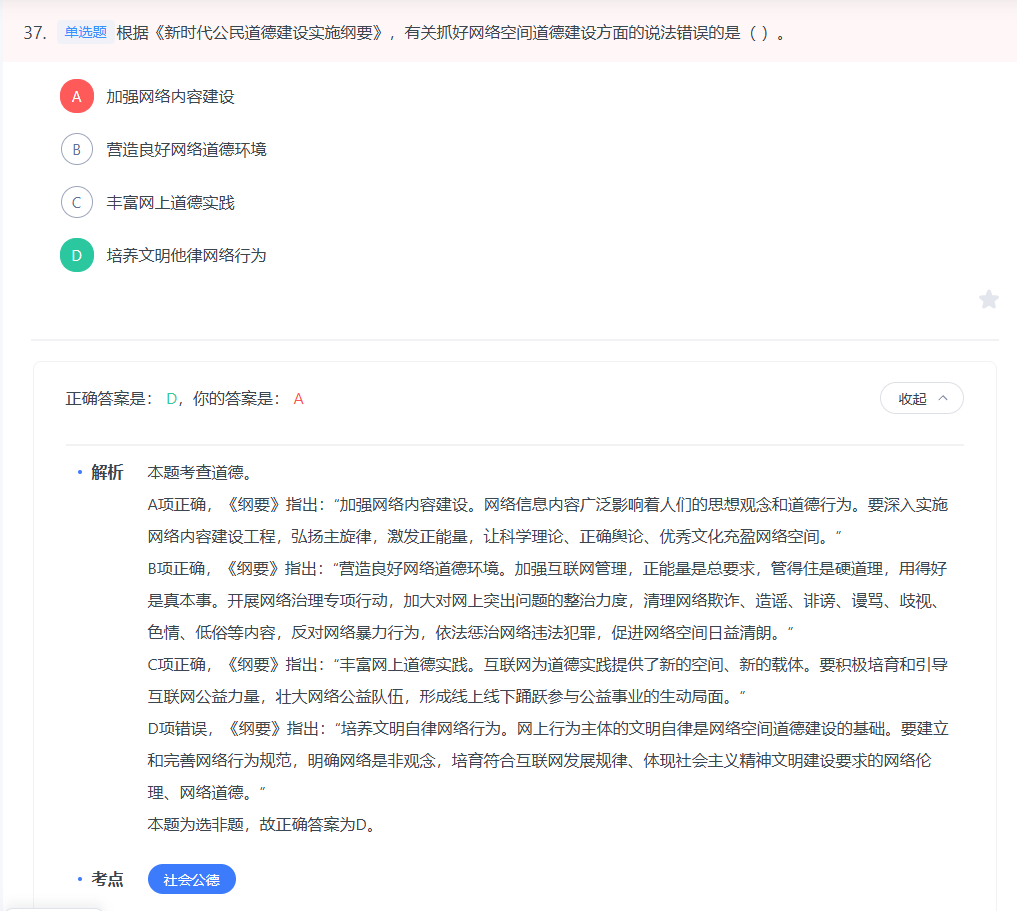 37. 单选题 根据《新时代公民道德建设实施纲要》，有关抓好网络空间道德建设方面的说法错误的是（ ）。
A 加强网络内容建设
B 营造良好网络道德环境
C 丰富网上道德实践
D 培养文明他律网络行为
正确答案是： D，你的答案是： A
收起
· 解析 本题考查道德。
A项正确，《纲要》指出：“加强网络内容建设。网络信息内容广泛影响着人们的思想观念和道德行为。要深入实施
网络内容建设工程，弘扬主旋律，激发正能量，让科学理论、正确舆论、优秀文化充盈网络空间。”
B项正确，《纲要》指出：“营造良好网络道德环境。加强互联网管理，正能量是总要求，管得住是硬道理，用得好
是真本事。开展网络治理专项行动，加大对网上突出问题的整治力度，清理网络欺诈、造谣、诽谤、谩骂、歧视、
色情、低俗等内容，反对网络暴力行为，依法惩治网络违法犯罪，促进网络空间日益清朗。”
C项正确，《纲要》指出：“丰富网上道德实践。互联网为道德实践提供了新的空间、新的载体。要积极培育和引导
互联网公益力量，壮大网络公益队伍，形成线上线下踊跃参与公益事业的生动局面。”
D项错误，《纲要》指出：“培养文明自律网络行为。网上行为主体的文明自律是网络空间道德建设的基础。要建立
和完善网络行为规范，明确网络是非观念，培育符合互联网发展规律、体现社会主义精神文明建设要求的网络伦
理、网络道德。”
本题为选非题，故正确答案为D。
· 考点 社会公德